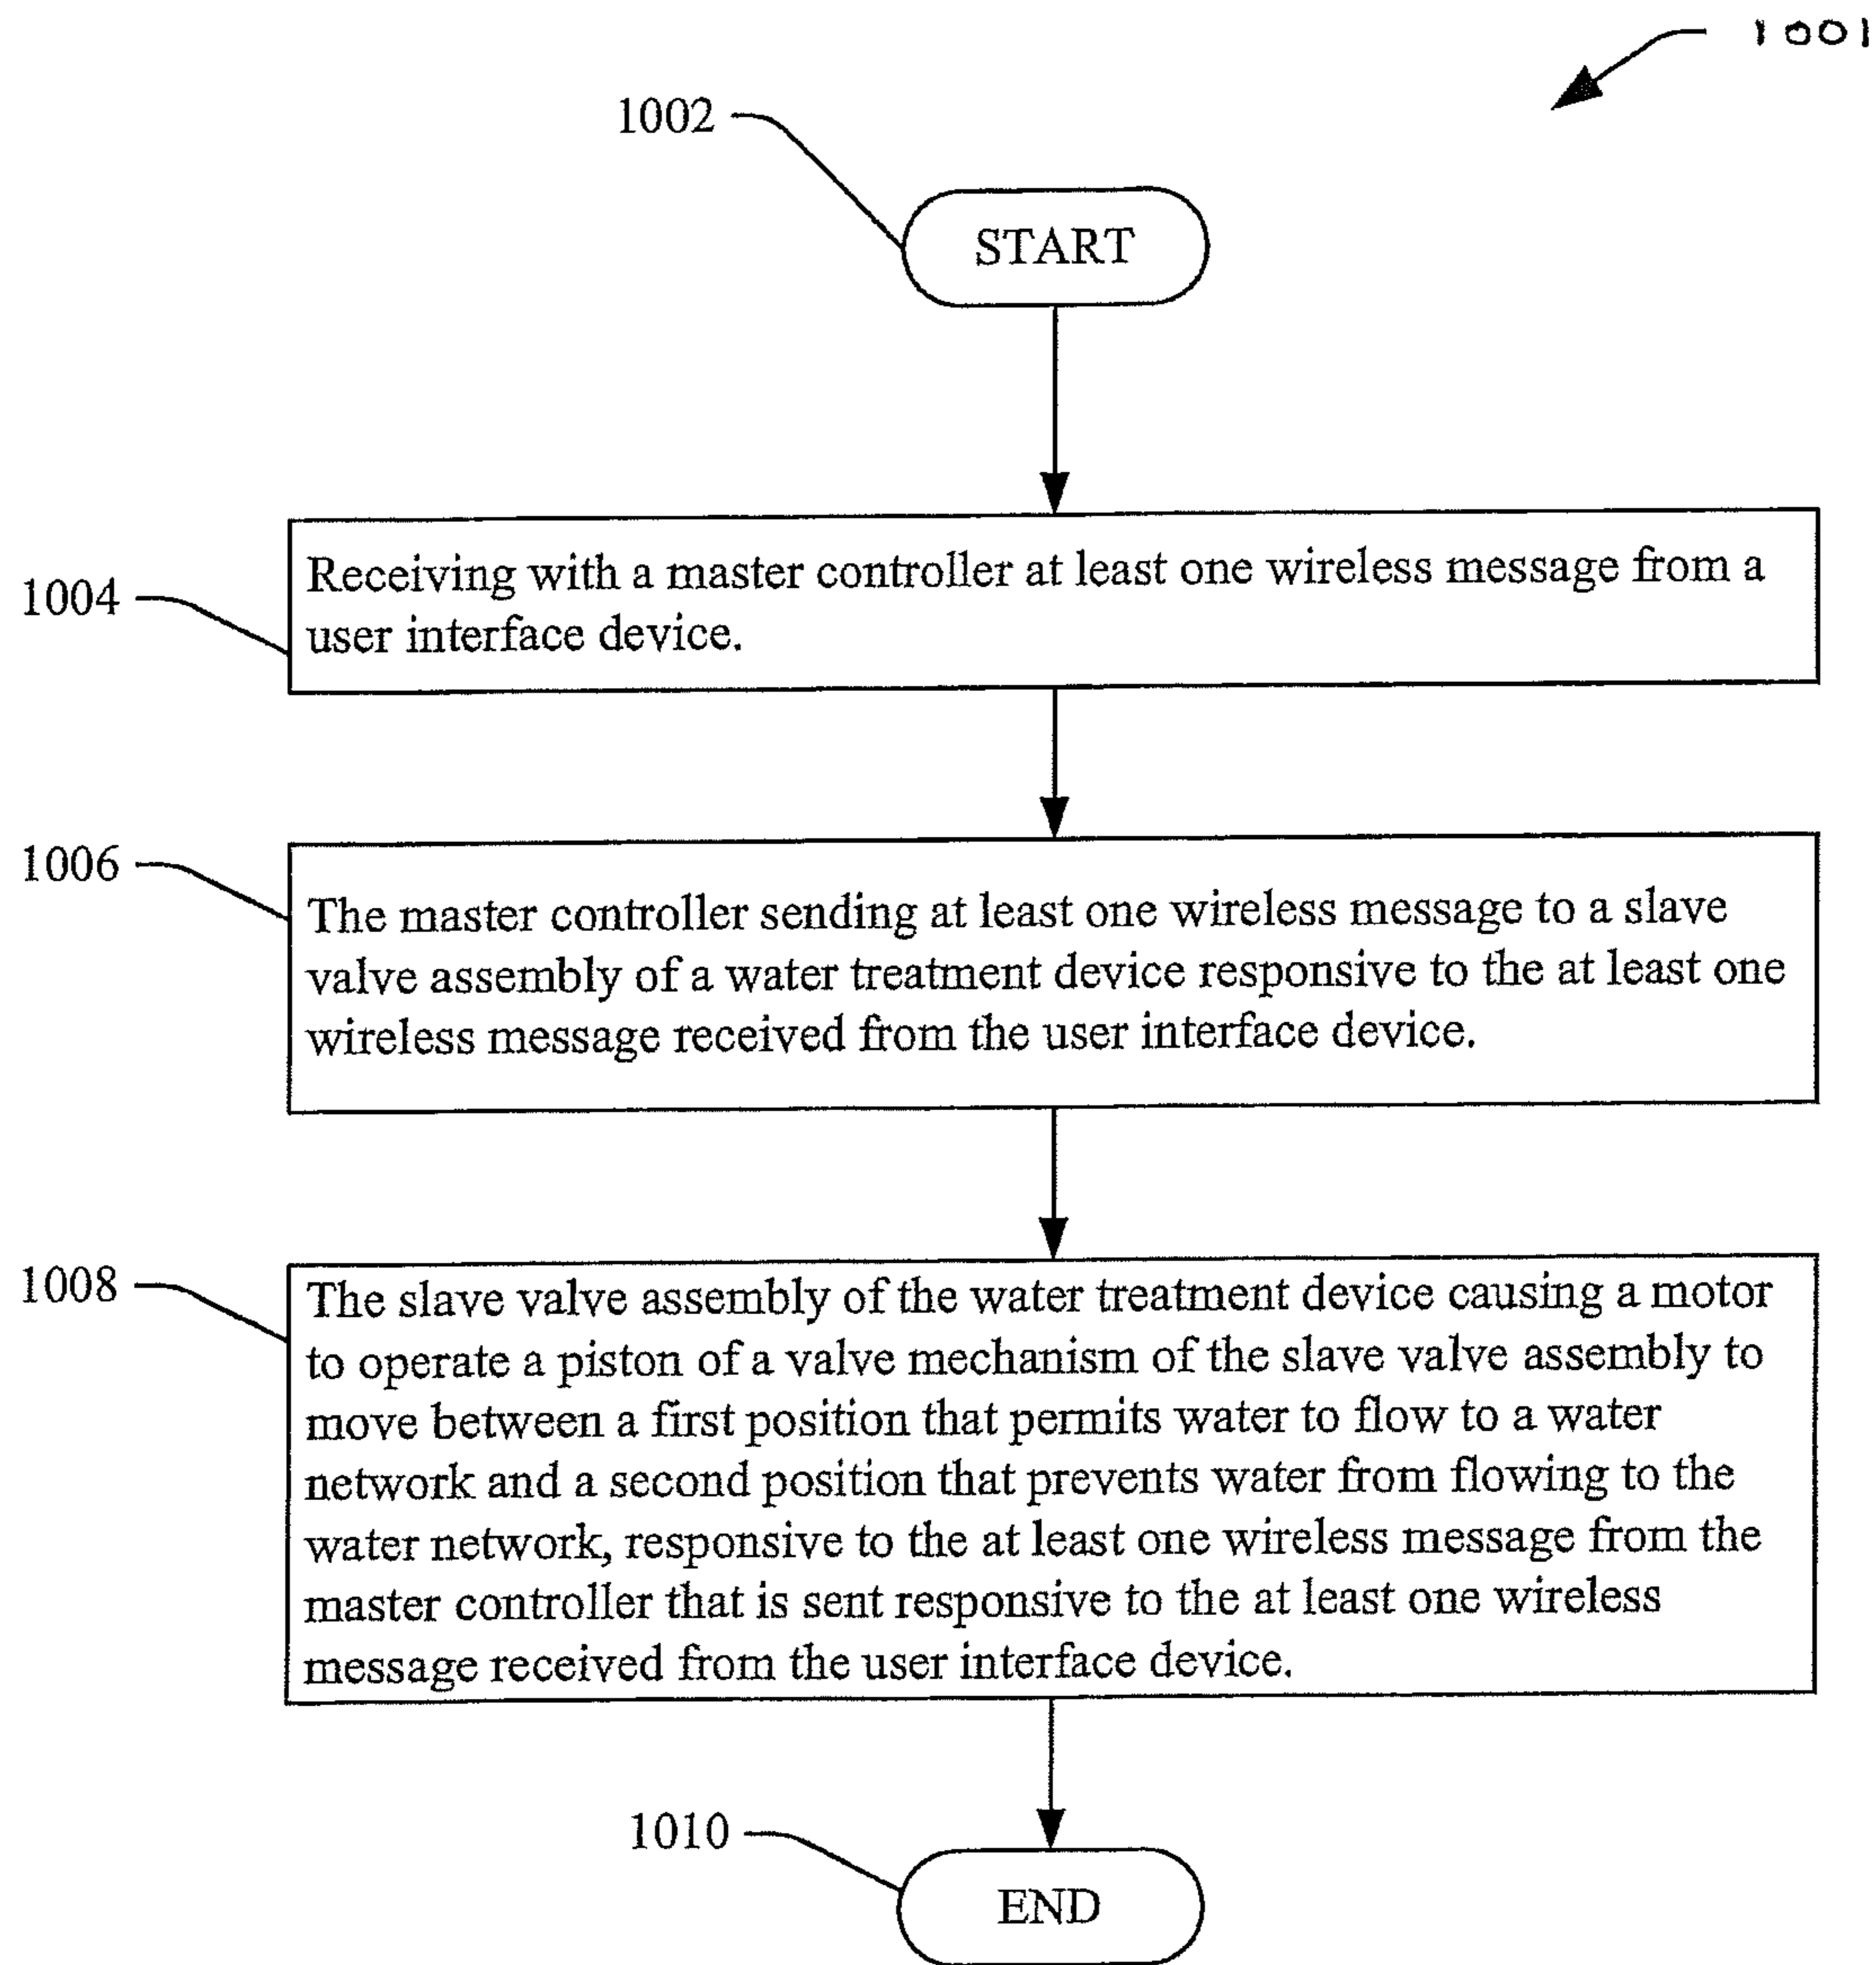 1001
1002
START
1004
Receiving with a master controller at least one wireless message from a
user interface device.
1006
The master controller sending at least one wireless message to a slave
valve assembly of a water treatment device responsive to the at least one
wireless message received from the user interface device.
1008
The slave valve assembly of the water treatment device causing a motor
to operate a piston of a valve mechanism of the slave valve assembly to
move between a first position that permits water to flow to a water
network and a second position that prevents water from flowing to the
water network, responsive to the at least one wireless message from the
master controller that is sent responsive to the at least one wireless
message received from the user interface device.
1010
END